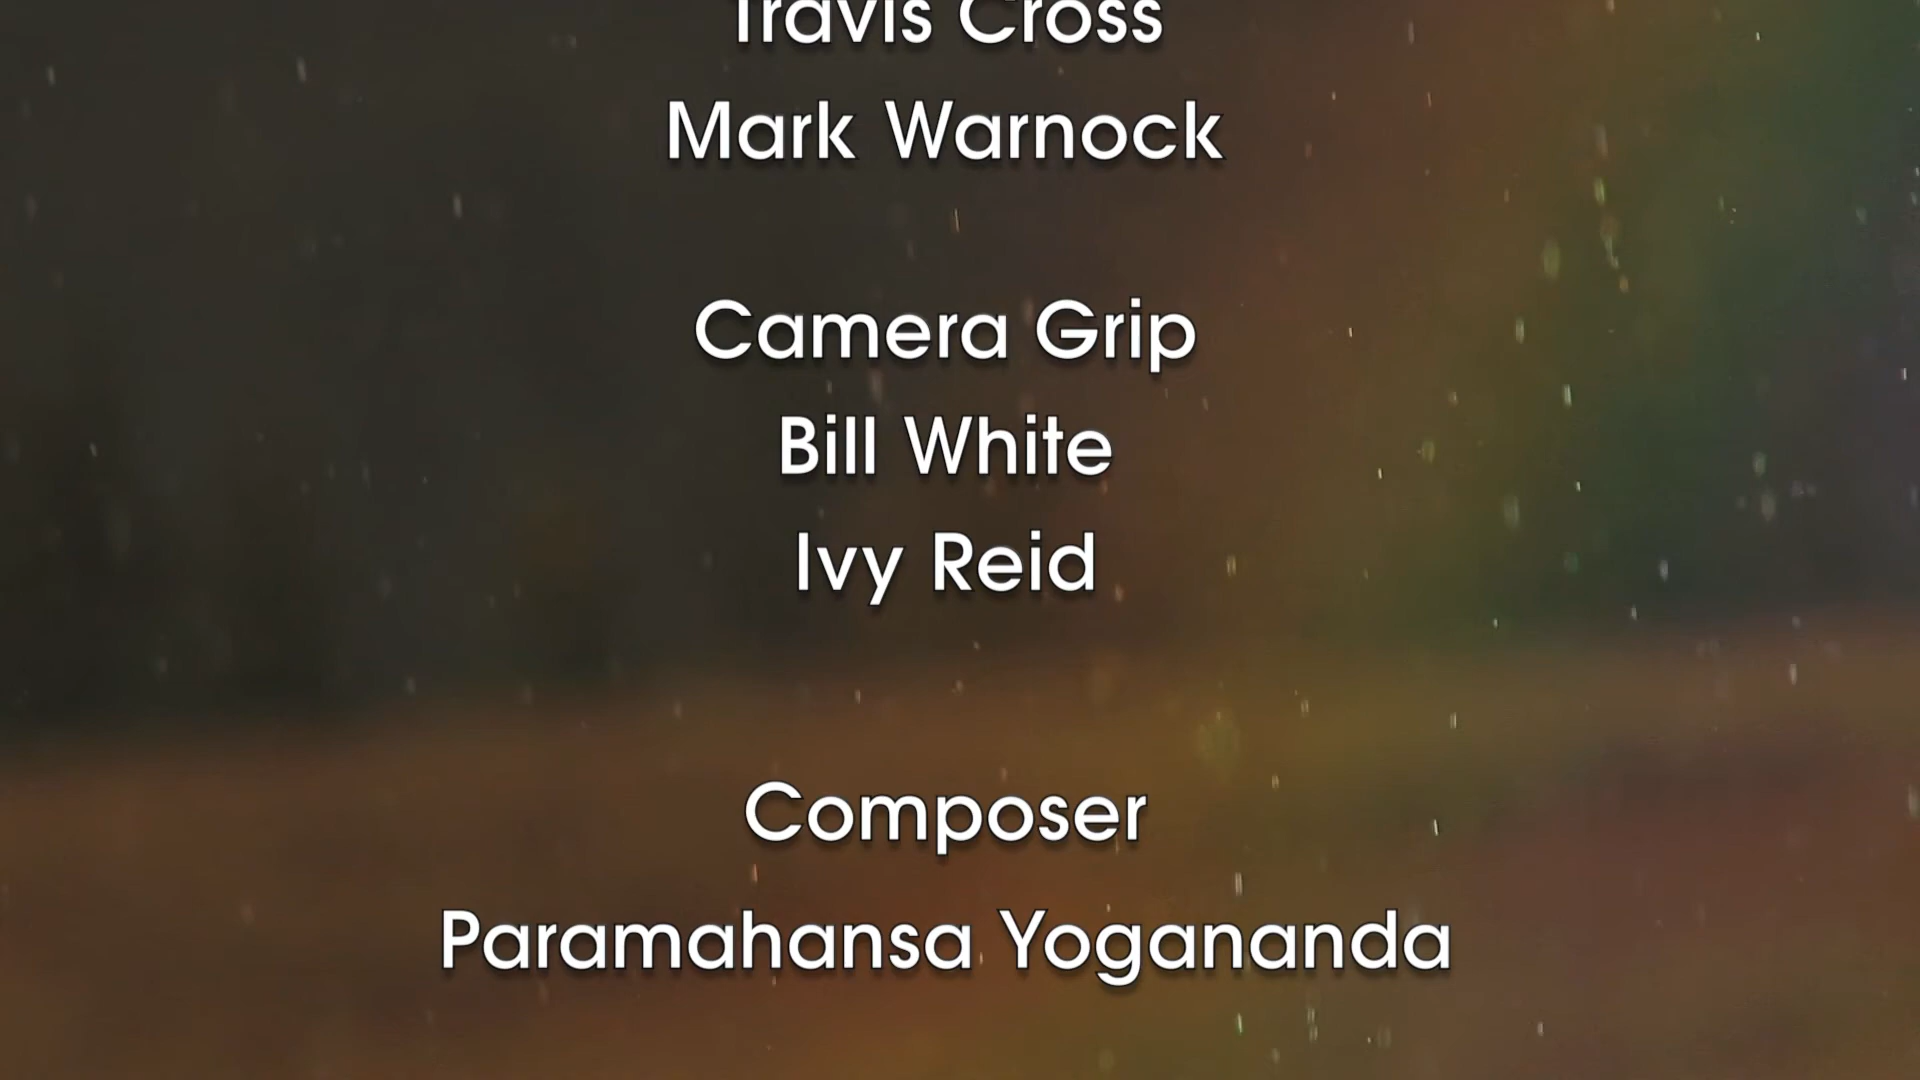 Travis Cross
Mark Warnock
Camera Grip
Bill White
Ivy Reid
Composer
Paramahansa Yogananda